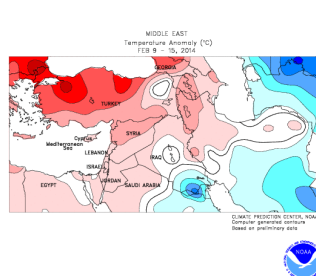 MIDDLE EAST
Temperature Anomaly (°C)
FEB 9 - 15, 2014
GEORGIA
TURKEY
Cyprus
Mediterranean
Sea
SYRIA
LEBANON
IRAQ
ISRAEL
JORDAN
EGYPT
SAUDI ARABIA
CLIMATE PREDICTION CENTER, NOAA
Computer generated contours
Based on preliminary data
NOAA